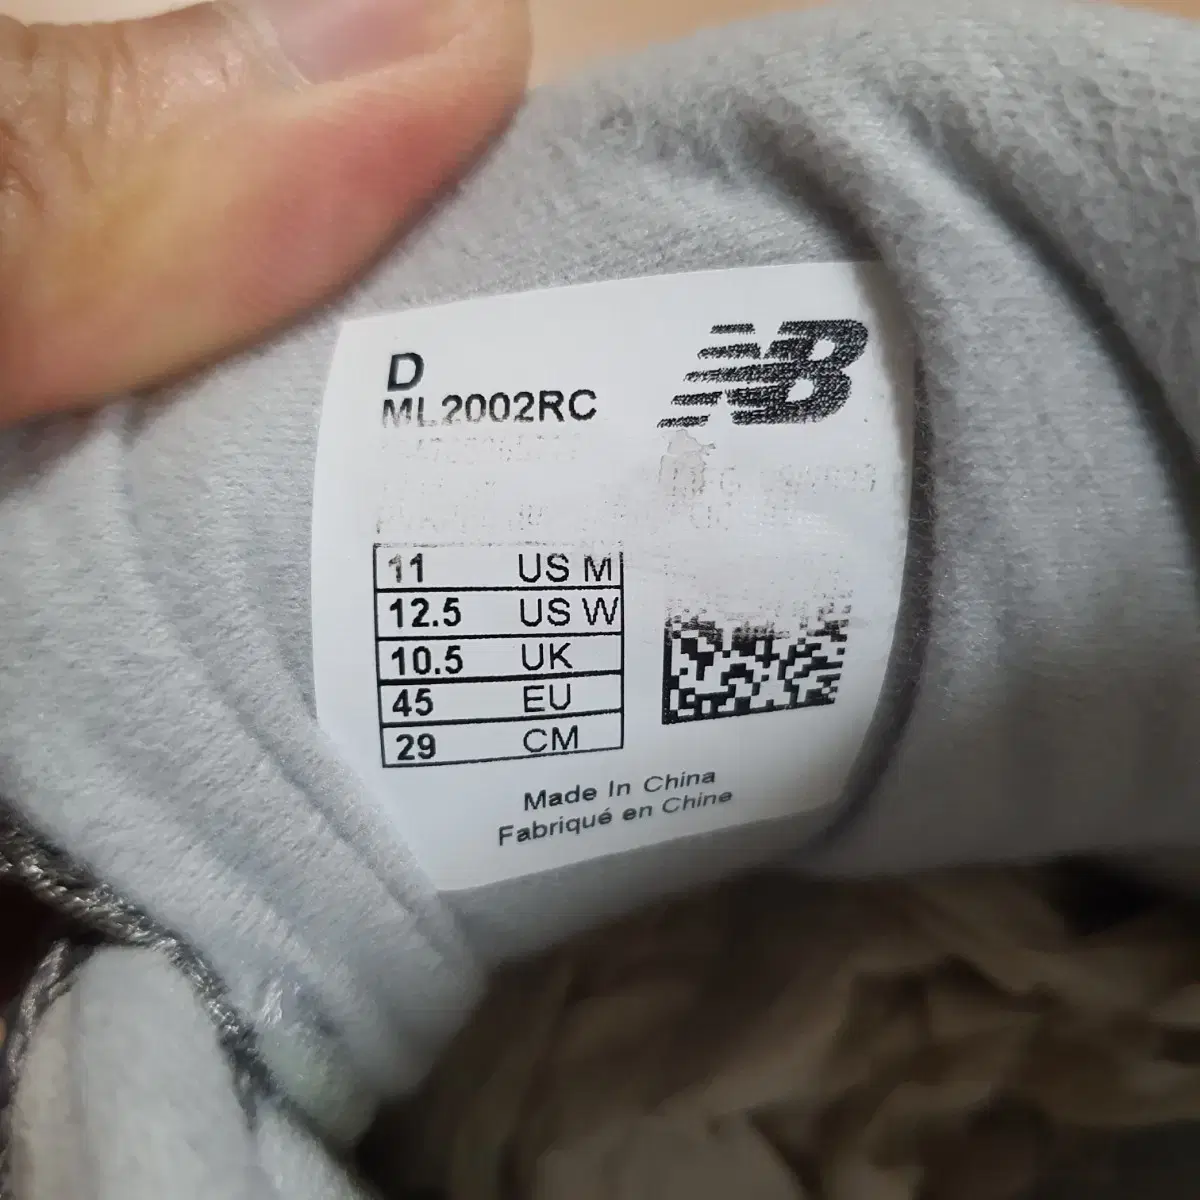 D
ML2002RC
NB
11 US M
12.5 US W
10.5 UK
45 EU
29 CM
Made In China
Fabriqué en Chine